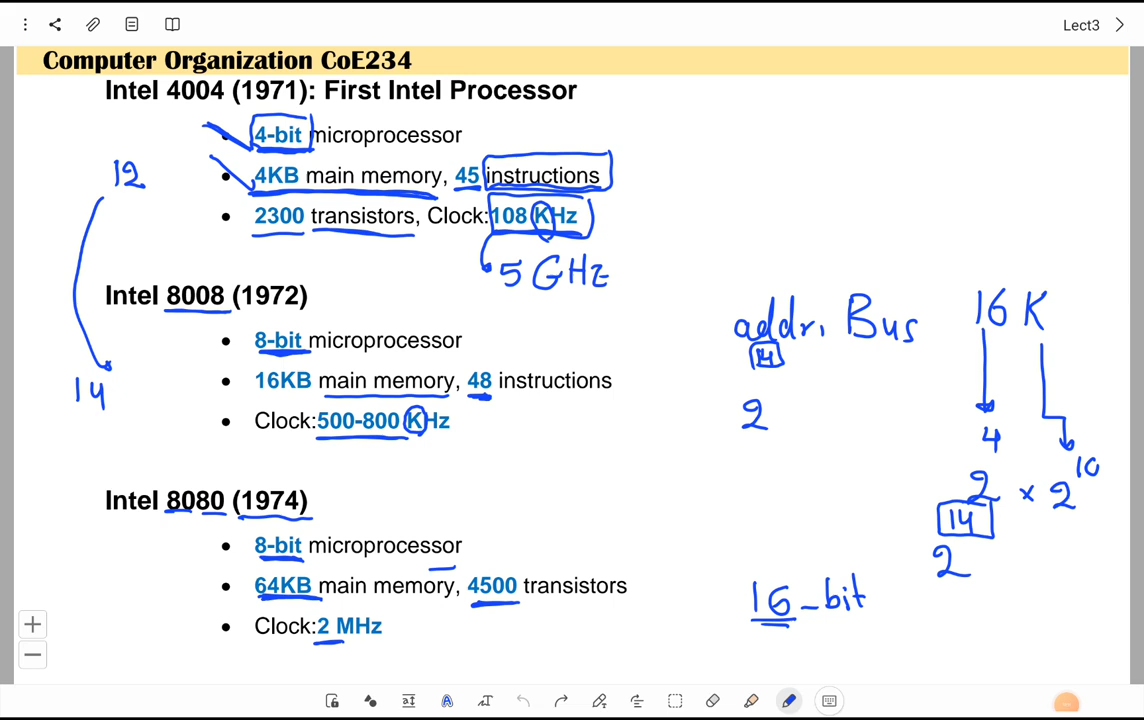 Lect3
Computer Organization CoE234
Intel 4004 (1971): First Intel Processor
• 4-bit microprocessor
12
• 4KB main memory, 45 instructions
• 2300 transistors, Clock:108 KHz
5 GHz
Intel 8008 (1972)
• 8-bit microprocessor
• 16KB main memory, 48 instructions
14
• Clock:500-800 KHz
addr. Bus
14
2
16 K
4 10
2 × 2
14
2
Intel 8080 (1974)
• 8-bit microprocessor
• 64KB main memory, 4500 transistors
16-bit
• Clock:2 MHz